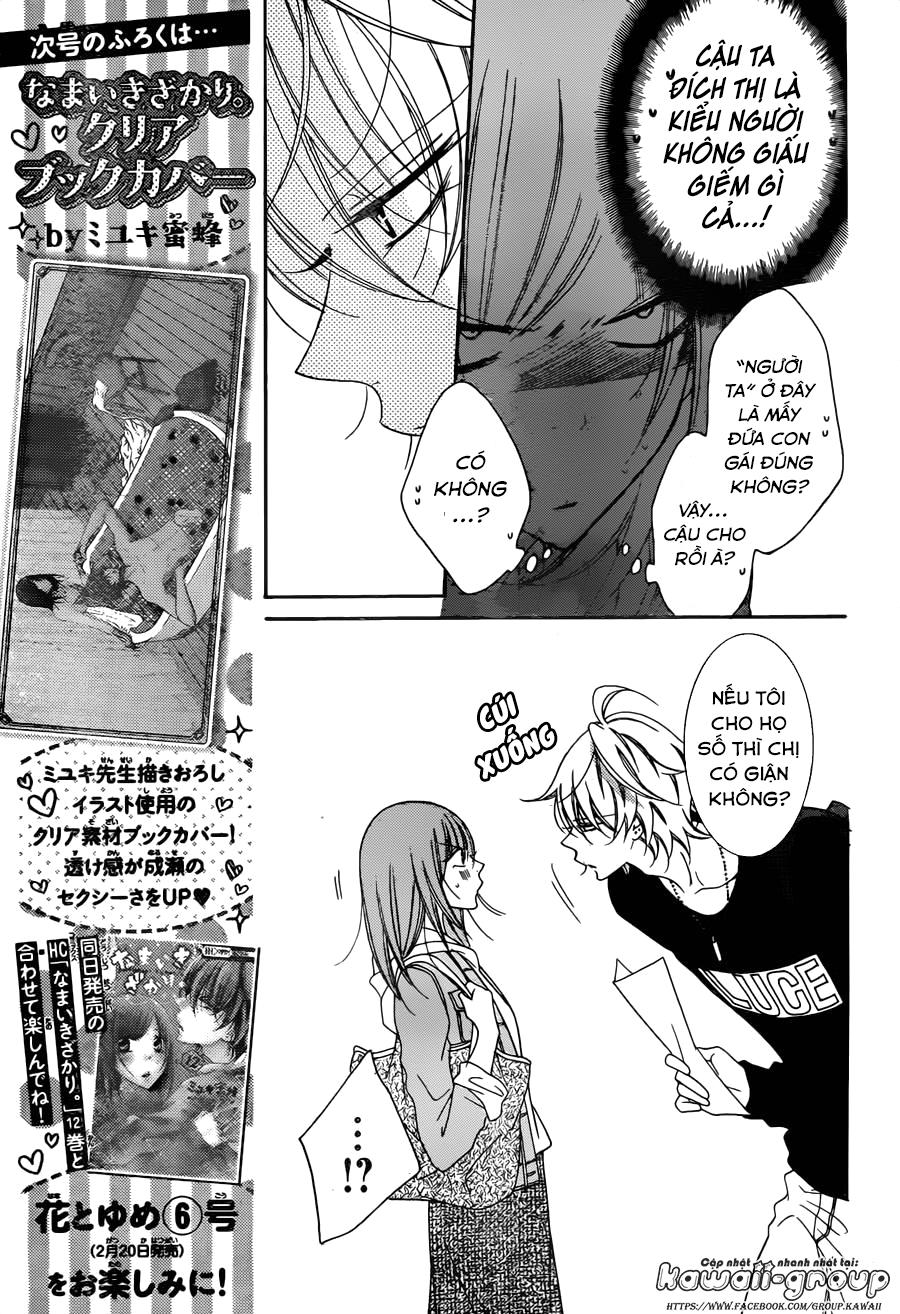 次号のふろくは…
なまいきざかり。
クリア
ブックカバー
byミユキ蜜蜂
ミユキ先生描きおろし
イラスト使用の
クリア素材ブックカバー!
透け感が成瀬の
セクシーさをUP♥
同日発売の
HC「なまいきざかり。」12巻と
合わせて楽しんでね!
なまいきざかり
12
花とゆめ⑥号
(2月20日発売)
をお楽しみに!
CẬU TA
ĐÍCH THỊ LÀ
KIỂU NGƯỜI
KHÔNG GIẤU
GIẾM GÌ
CẢ...!
"NGƯỜI
TA" Ở ĐÂY
LÀ MẤY
ĐỨA CON
GÁI ĐÚNG
KHÔNG?
VẬY...
CẬU CHO
RỒI À?
CÓ
KHÔNG
...?
NẾU TÔI
CHO HỌ
SỐ THÌ CHỊ
CÓ GIẬN
KHÔNG?
CÚI
XUỐNG
LUCE
...!?
Cập nhật nhanh nhất tại:
Kawaii-group
HTTPS://WWW.FACEBOOK.COM/GROUP.KAWAII